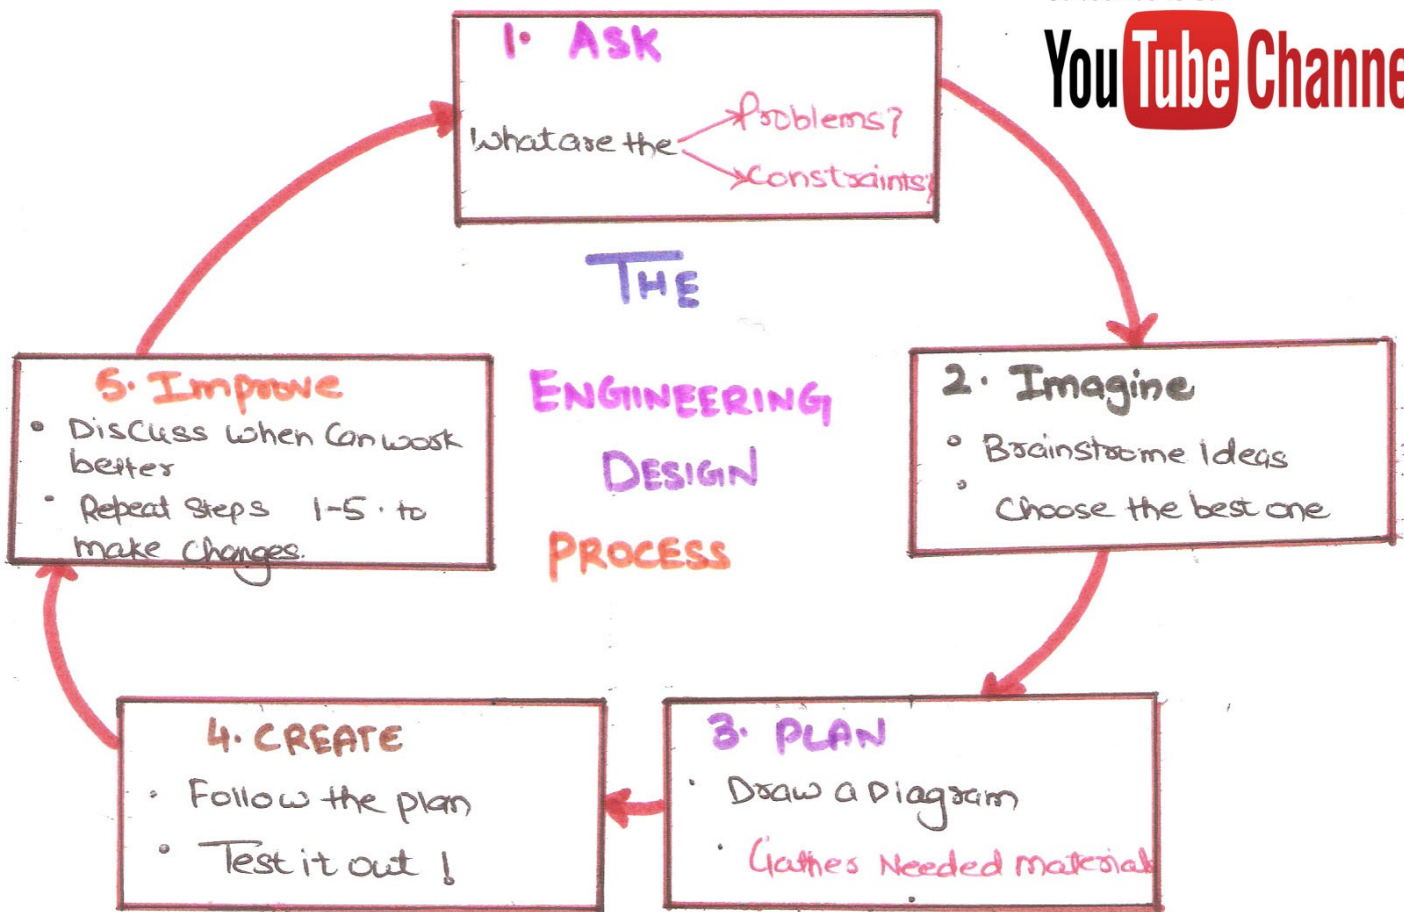 YouTube Channe
1. ASK
What are the
Problems?
Constraints?
THE
ENGINEERING
DESIGN
PROCESS
2. Imagine
Brainstrome Ideas
Choose the best one
3. PLAN
Draw a Diagram
Gather Needed material
4. CREATE
Follow the plan
Test it out !
5. Improve
Discuss when Can work
better
Repeat Steps 1-5. to
make changes.